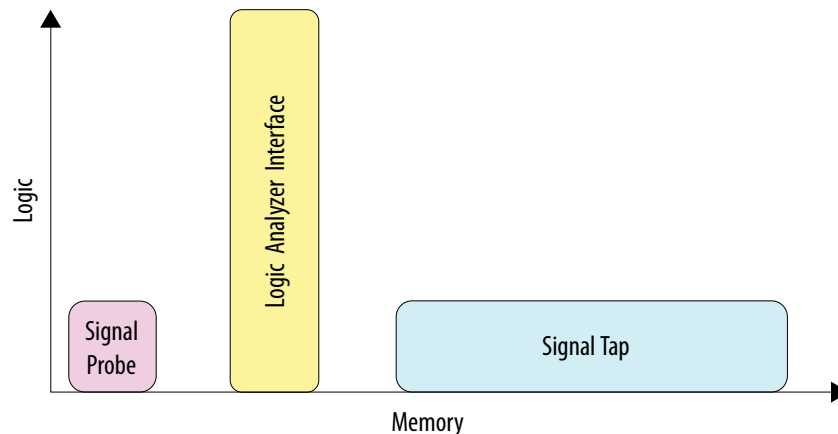 Logic
Signal
Probe
Logic Analyzer Interface
Signal Tap
Memory